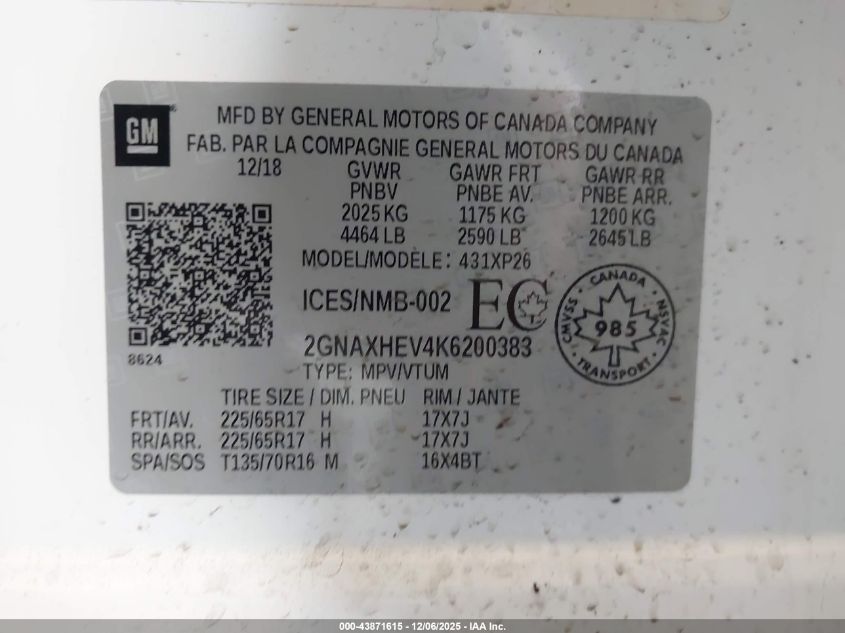 GM
MFD BY GENERAL MOTORS OF CANADA COMPANY
FAB. PAR LA COMPAGNIE GENERAL MOTORS DU CANADA
12/18 GVWR GAWR FRT GAWR RR
PNBV PNBE AV. PNBE ARR.
2025 KG 1175 KG 1200 KG
4464 LB 2590 LB 2645 LB
MODEL/MODÈLE: 431XP26
ICES/NMB-002 EC
CANADA
CMVSS 985 NSVAC
TRANSPORT
2GNAXHEV4K6200383
8624
TYPE: MPV/VTUM
TIRE SIZE / DIM. PNEU RIM / JANTE
FRT/AV. 225/65R17 H 17X7J
RR/ARR. 225/65R17 H 17X7J
SPA/SOS T135/70R16 M 16X4BT
000-43871615 - 12/06/2025 - IAA Inc.